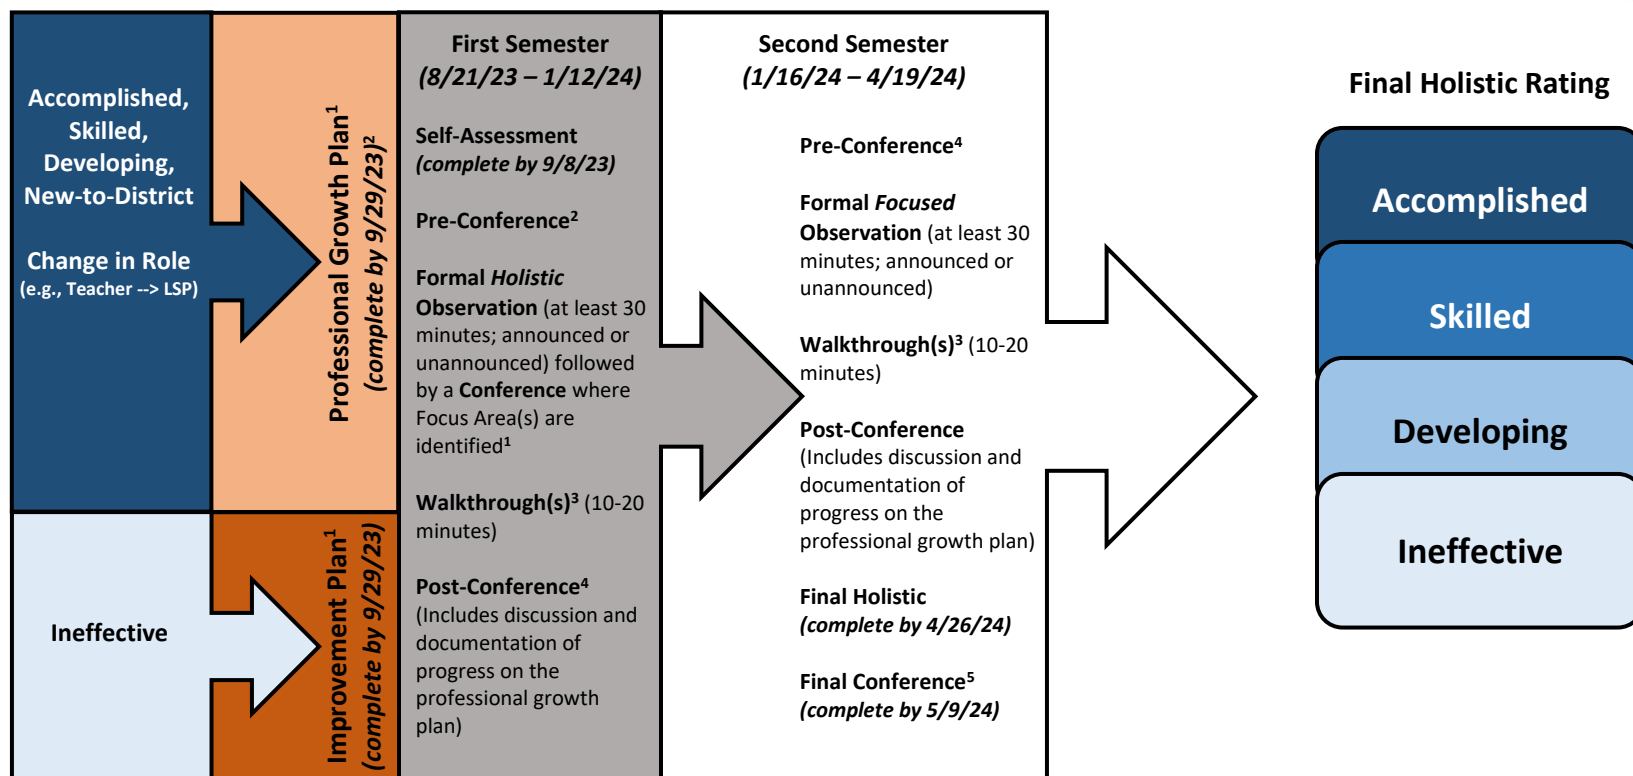 Accomplished,
Skilled,
Developing,
New-to-District
Change in Role
(e.g., Teacher --> LSP)
Ineffective
Professional Growth Plan¹
(complete by 9/29/23)²
Improvement Plan¹
(complete by 9/29/23)
First Semester
(8/21/23 – 1/12/24)
Self-Assessment
(complete by 9/8/23)
Pre-Conference²
Formal Holistic
Observation (at least 30
minutes; announced or
unannounced) followed
by a Conference where
Focus Area(s) are
identified¹
Walkthrough(s)³ (10-20
minutes)
Post-Conference⁴
(Includes discussion and
documentation of
progress on the
professional growth
plan)
Second Semester
(1/16/24 – 4/19/24)
Pre-Conference⁴
Formal Focused
Observation (at least 30
minutes; announced or
unannounced)
Walkthrough(s)³ (10-20
minutes)
Post-Conference
(Includes discussion and
documentation of
progress on the
professional growth plan)
Final Holistic
(complete by 4/26/24)
Final Conference⁵
(complete by 5/9/24)
Final Holistic Rating
Accomplished
Skilled
Developing
Ineffective